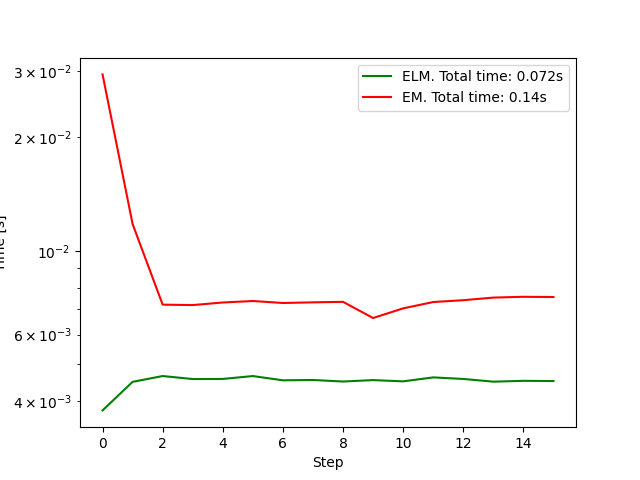 ELM. Total time: 0.072s
EM. Total time: 0.14s
3 × 10⁻²
2 × 10⁻²
10⁻²
6 × 10⁻³
4 × 10⁻³
[s]
0 2 4 6 8 10 12 14
Step